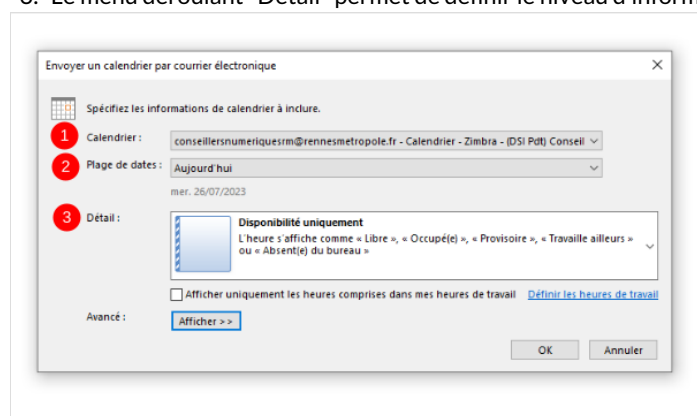 3. Le menu déroulant "Détail" permet de définir le niveau d'inform
Envoyer un calendrier par courrier électronique
Spécifiez les informations de calendrier à inclure.
1 Calendrier : conseillersnumeriquesrm@rennesmetropole.fr - Calendrier - Zimbra - (DSI Pdt) Conseil
2 Plage de dates : Aujourd'hui
mer. 26/07/2023
3 Détail : Disponibilité uniquement
L'heure s'affiche comme « Libre », « Occupé(e) », « Provisoire », « Travaille ailleurs »
ou « Absent(e) du bureau »
Afficher uniquement les heures comprises dans mes heures de travail Définir les heures de travail
Avancé : Afficher >>
OK Annuler